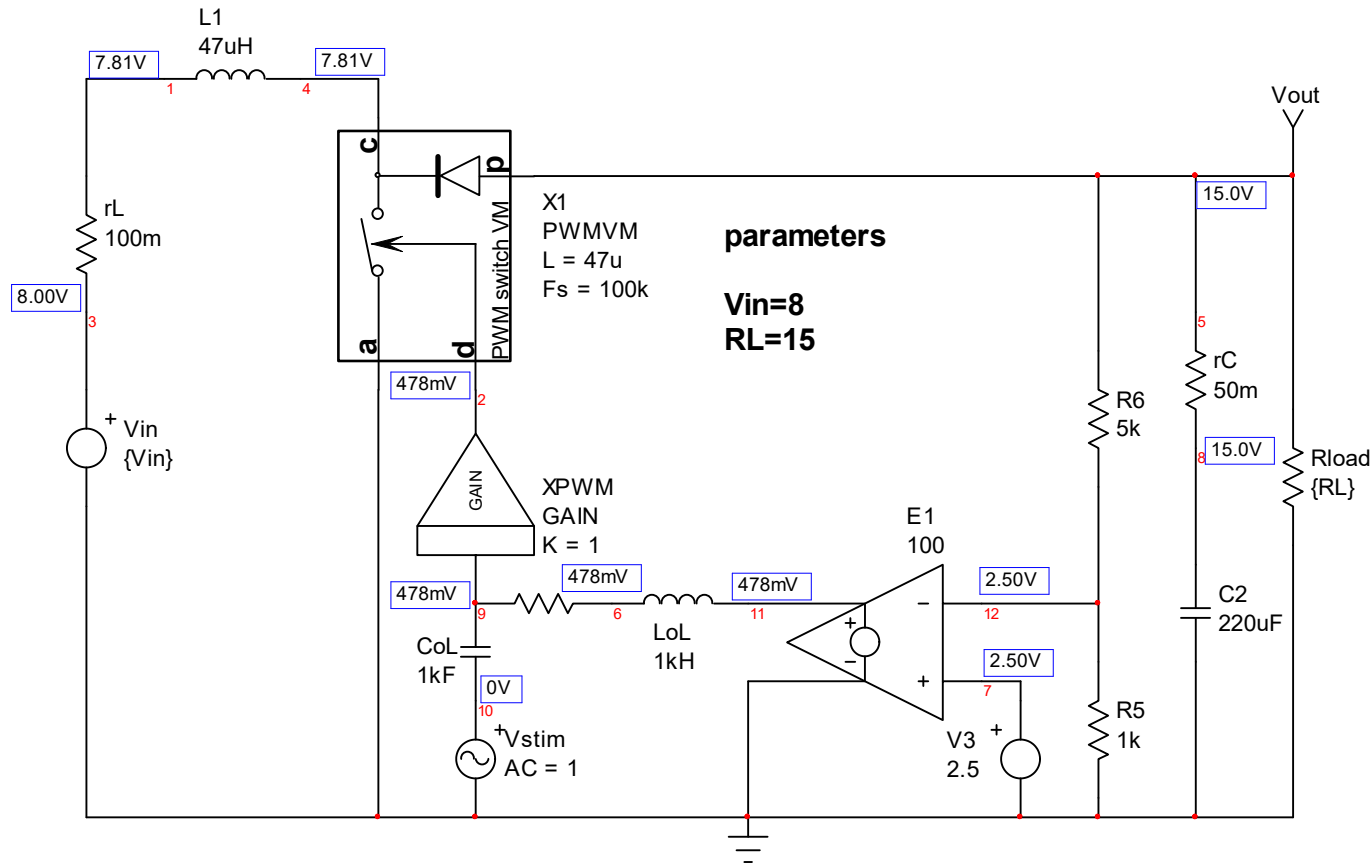 L1
47uH
7.81V
7.81V
1
4
Vout
c
p
PWM switch VM
a
d
X1
PWMVM
L = 47u
Fs = 100k
parameters
Vin=8
RL=15
15.0V
rL
100m
8.00V
3
5
rC
50m
478mV
2
R6
5k
Vin
{Vin}
GAIN
XPWM
GAIN
K = 1
8
15.0V
Rload
{RL}
E1
100
478mV
9
478mV
6
478mV
11
2.50V
12
C2
220uF
CoL
1kF
LoL
1kH
0V
10
2.50V
7
R5
1k
Vstim
AC = 1
V3
2.5